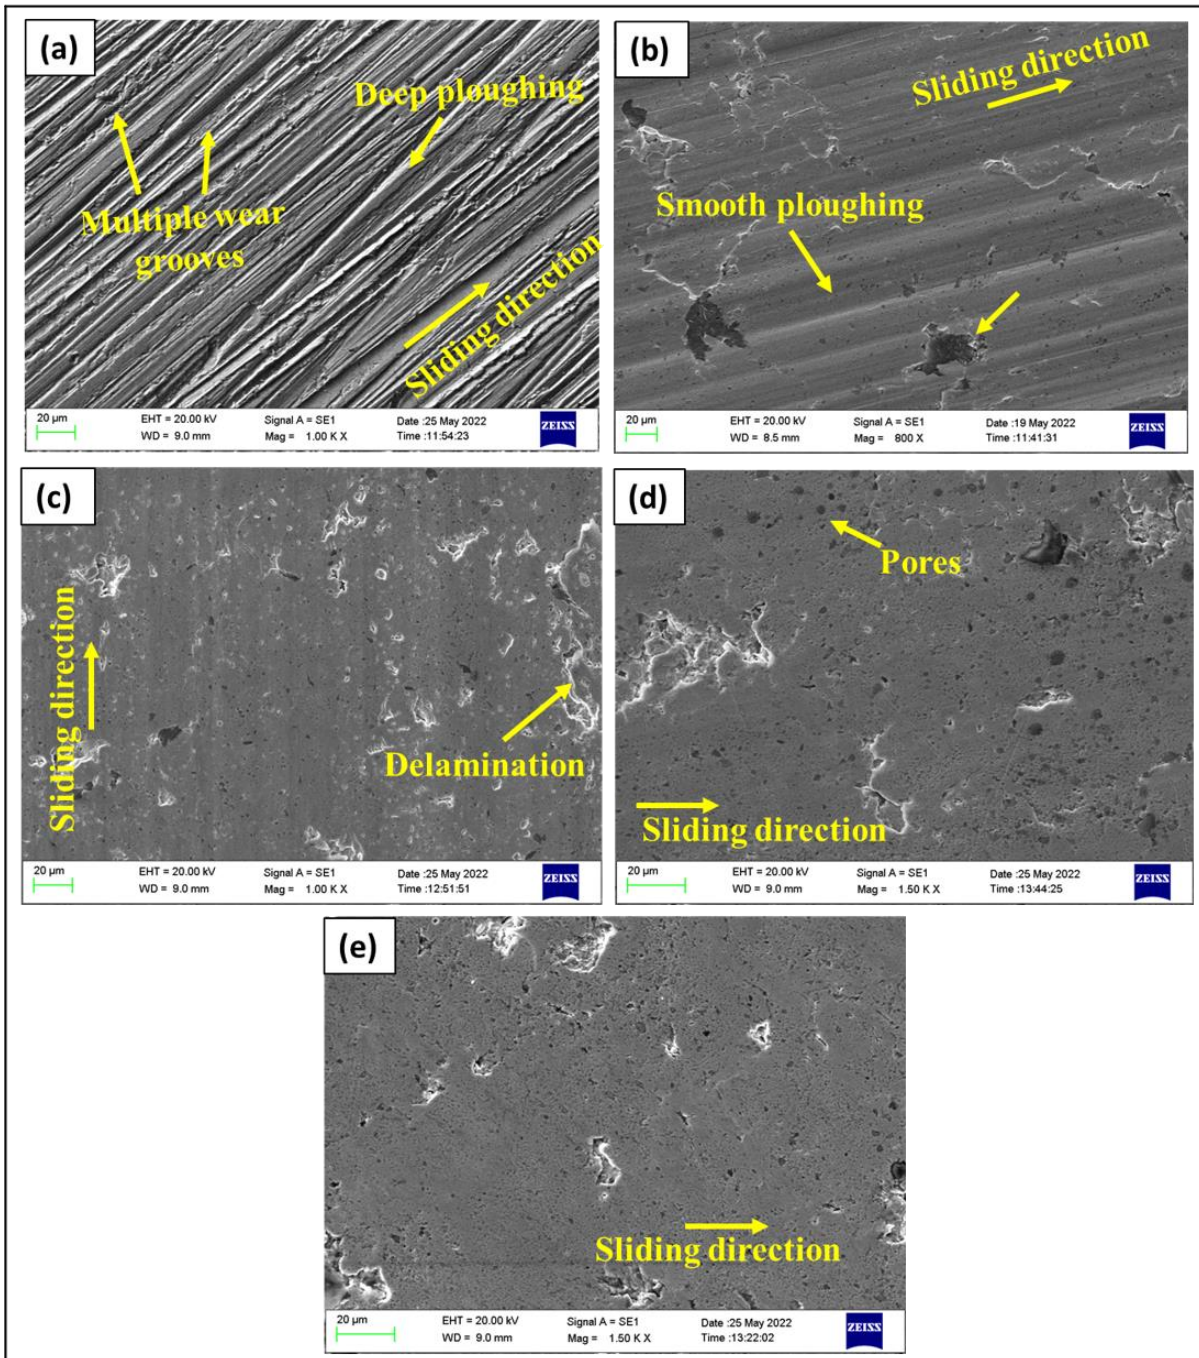 (a)
Deep ploughing
Multiple wear
grooves
Sliding direction
20 µm
EHT = 20.00 kV
Signal A = SE1
Date :25 May 2022
WD = 9.0 mm
Mag = 1.00 K X
Time :11:54:23
ZEISS
(b)
Sliding direction
Smooth ploughing
20 µm
EHT = 20.00 kV
Signal A = SE1
Date :19 May 2022
WD = 8.5 mm
Mag = 800 X
Time :11:41:31
ZEISS
(c)
Sliding direction
Delamination
20 µm
EHT = 20.00 kV
Signal A = SE1
Date :25 May 2022
WD = 9.0 mm
Mag = 1.00 K X
Time :12:51:51
ZEISS
(d)
Pores
Sliding direction
20 µm
EHT = 20.00 kV
Signal A = SE1
Date :25 May 2022
WD = 9.0 mm
Mag = 1.50 K X
Time :13:44:25
ZEISS
(e)
Sliding direction
20 µm
EHT = 20.00 kV
Signal A = SE1
Date :25 May 2022
WD = 9.0 mm
Mag = 1.50 K X
Time :13:22:02
ZEISS